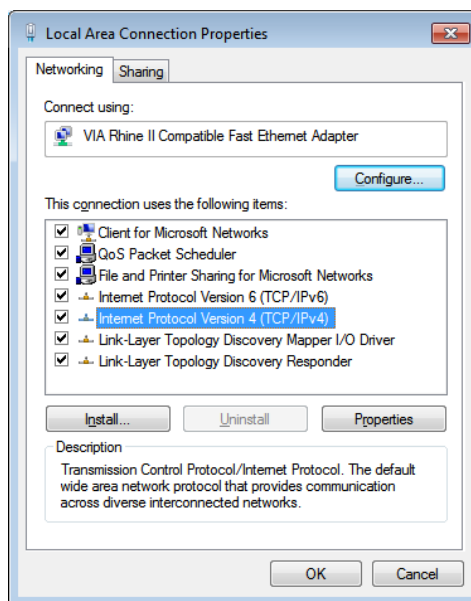 Local Area Connection Properties
Networking
Sharing
Connect using:
VIA Rhine II Compatible Fast Ethernet Adapter
Configure...
This connection uses the following items:
Client for Microsoft Networks
QoS Packet Scheduler
File and Printer Sharing for Microsoft Networks
Internet Protocol Version 6 (TCP/IPv6)
Internet Protocol Version 4 (TCP/IPv4)
Link-Layer Topology Discovery Mapper I/O Driver
Link-Layer Topology Discovery Responder
Install...
Uninstall
Properties
Description
Transmission Control Protocol/Internet Protocol. The default
wide area network protocol that provides communication
across diverse interconnected networks.
OK
Cancel